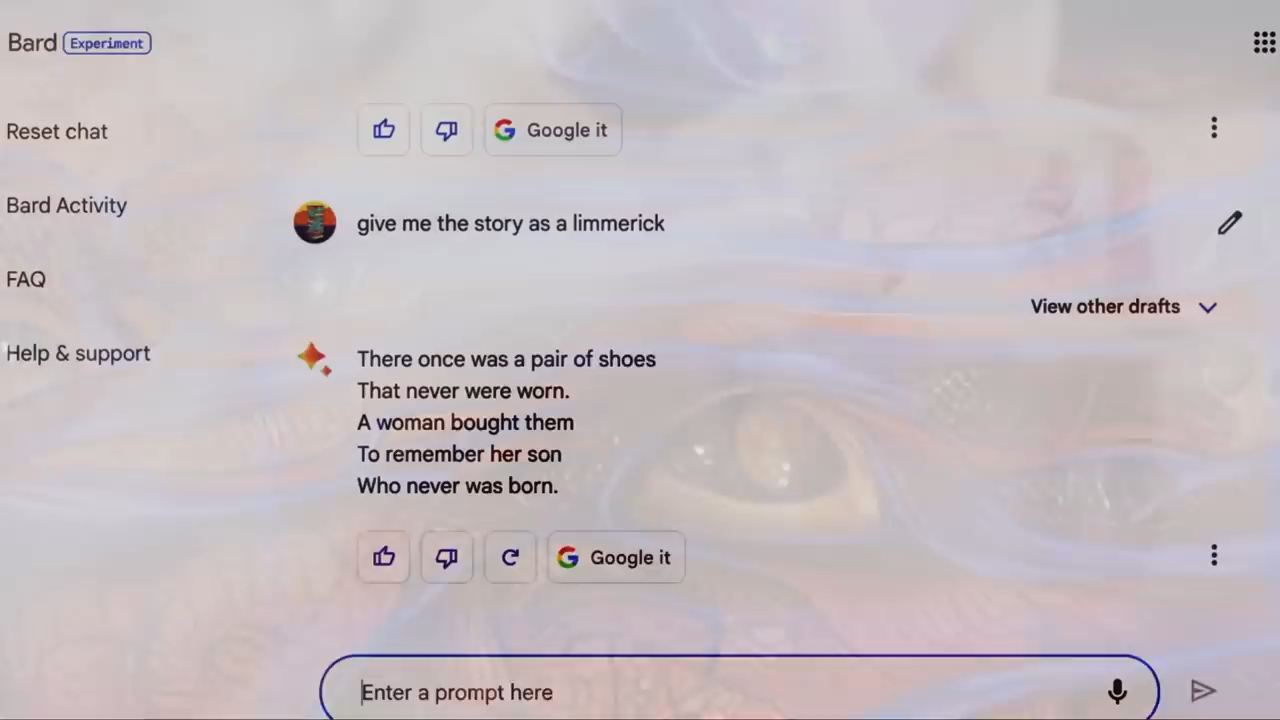 Bard Experiment
Reset chat
Bard Activity
FAQ
Help & support
Google it
give me the story as a limmerick
View other drafts
There once was a pair of shoes
That never were worn.
A woman bought them
To remember her son
Who never was born.
Google it
Enter a prompt here